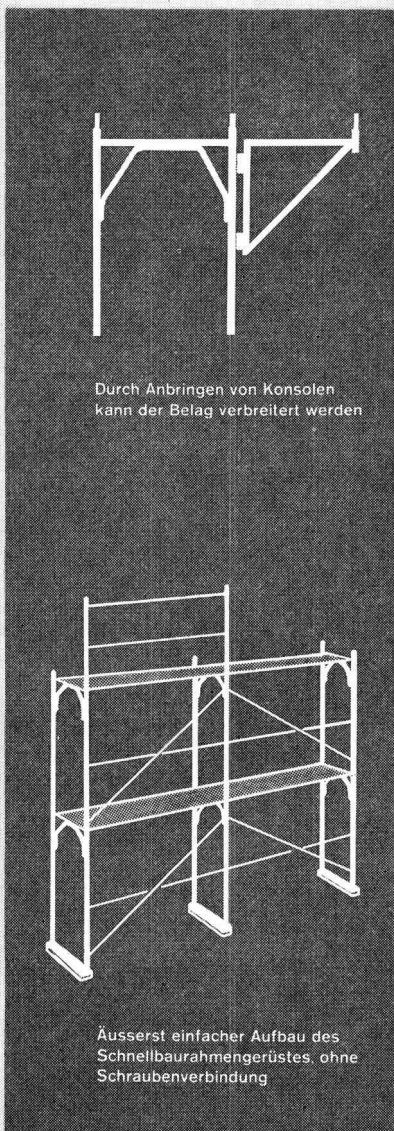 Durch Anbringen von Konsolen
kann der Belag verbreitert werden
Äusserst einfacher Aufbau des
Schnellbaurahmengerüstes, ohne
Schraubenverbindung